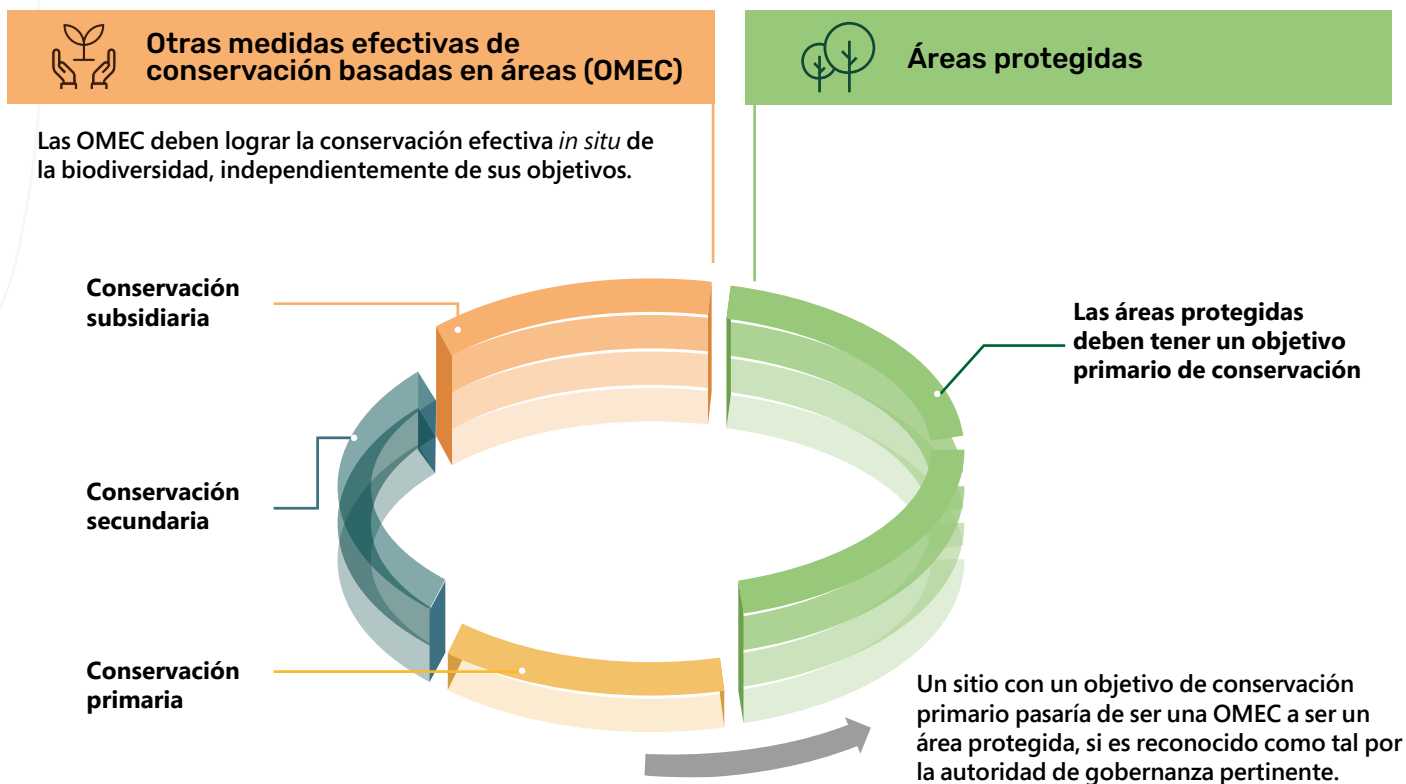 Otras medidas efectivas de
conservación basadas en áreas (OMEC)
Áreas protegidas
Las OMEC deben lograr la conservación efectiva in situ de
la biodiversidad, independientemente de sus objetivos.
Conservación
subsidiaria
Las áreas protegidas
deben tener un objetivo
primario de conservación
Conservación
secundaria
Conservación
primaria
Un sitio con un objetivo de conservación
primario pasaría de ser una OMEC a ser un
área protegida, si es reconocido como tal por
la autoridad de gobernanza pertinente.